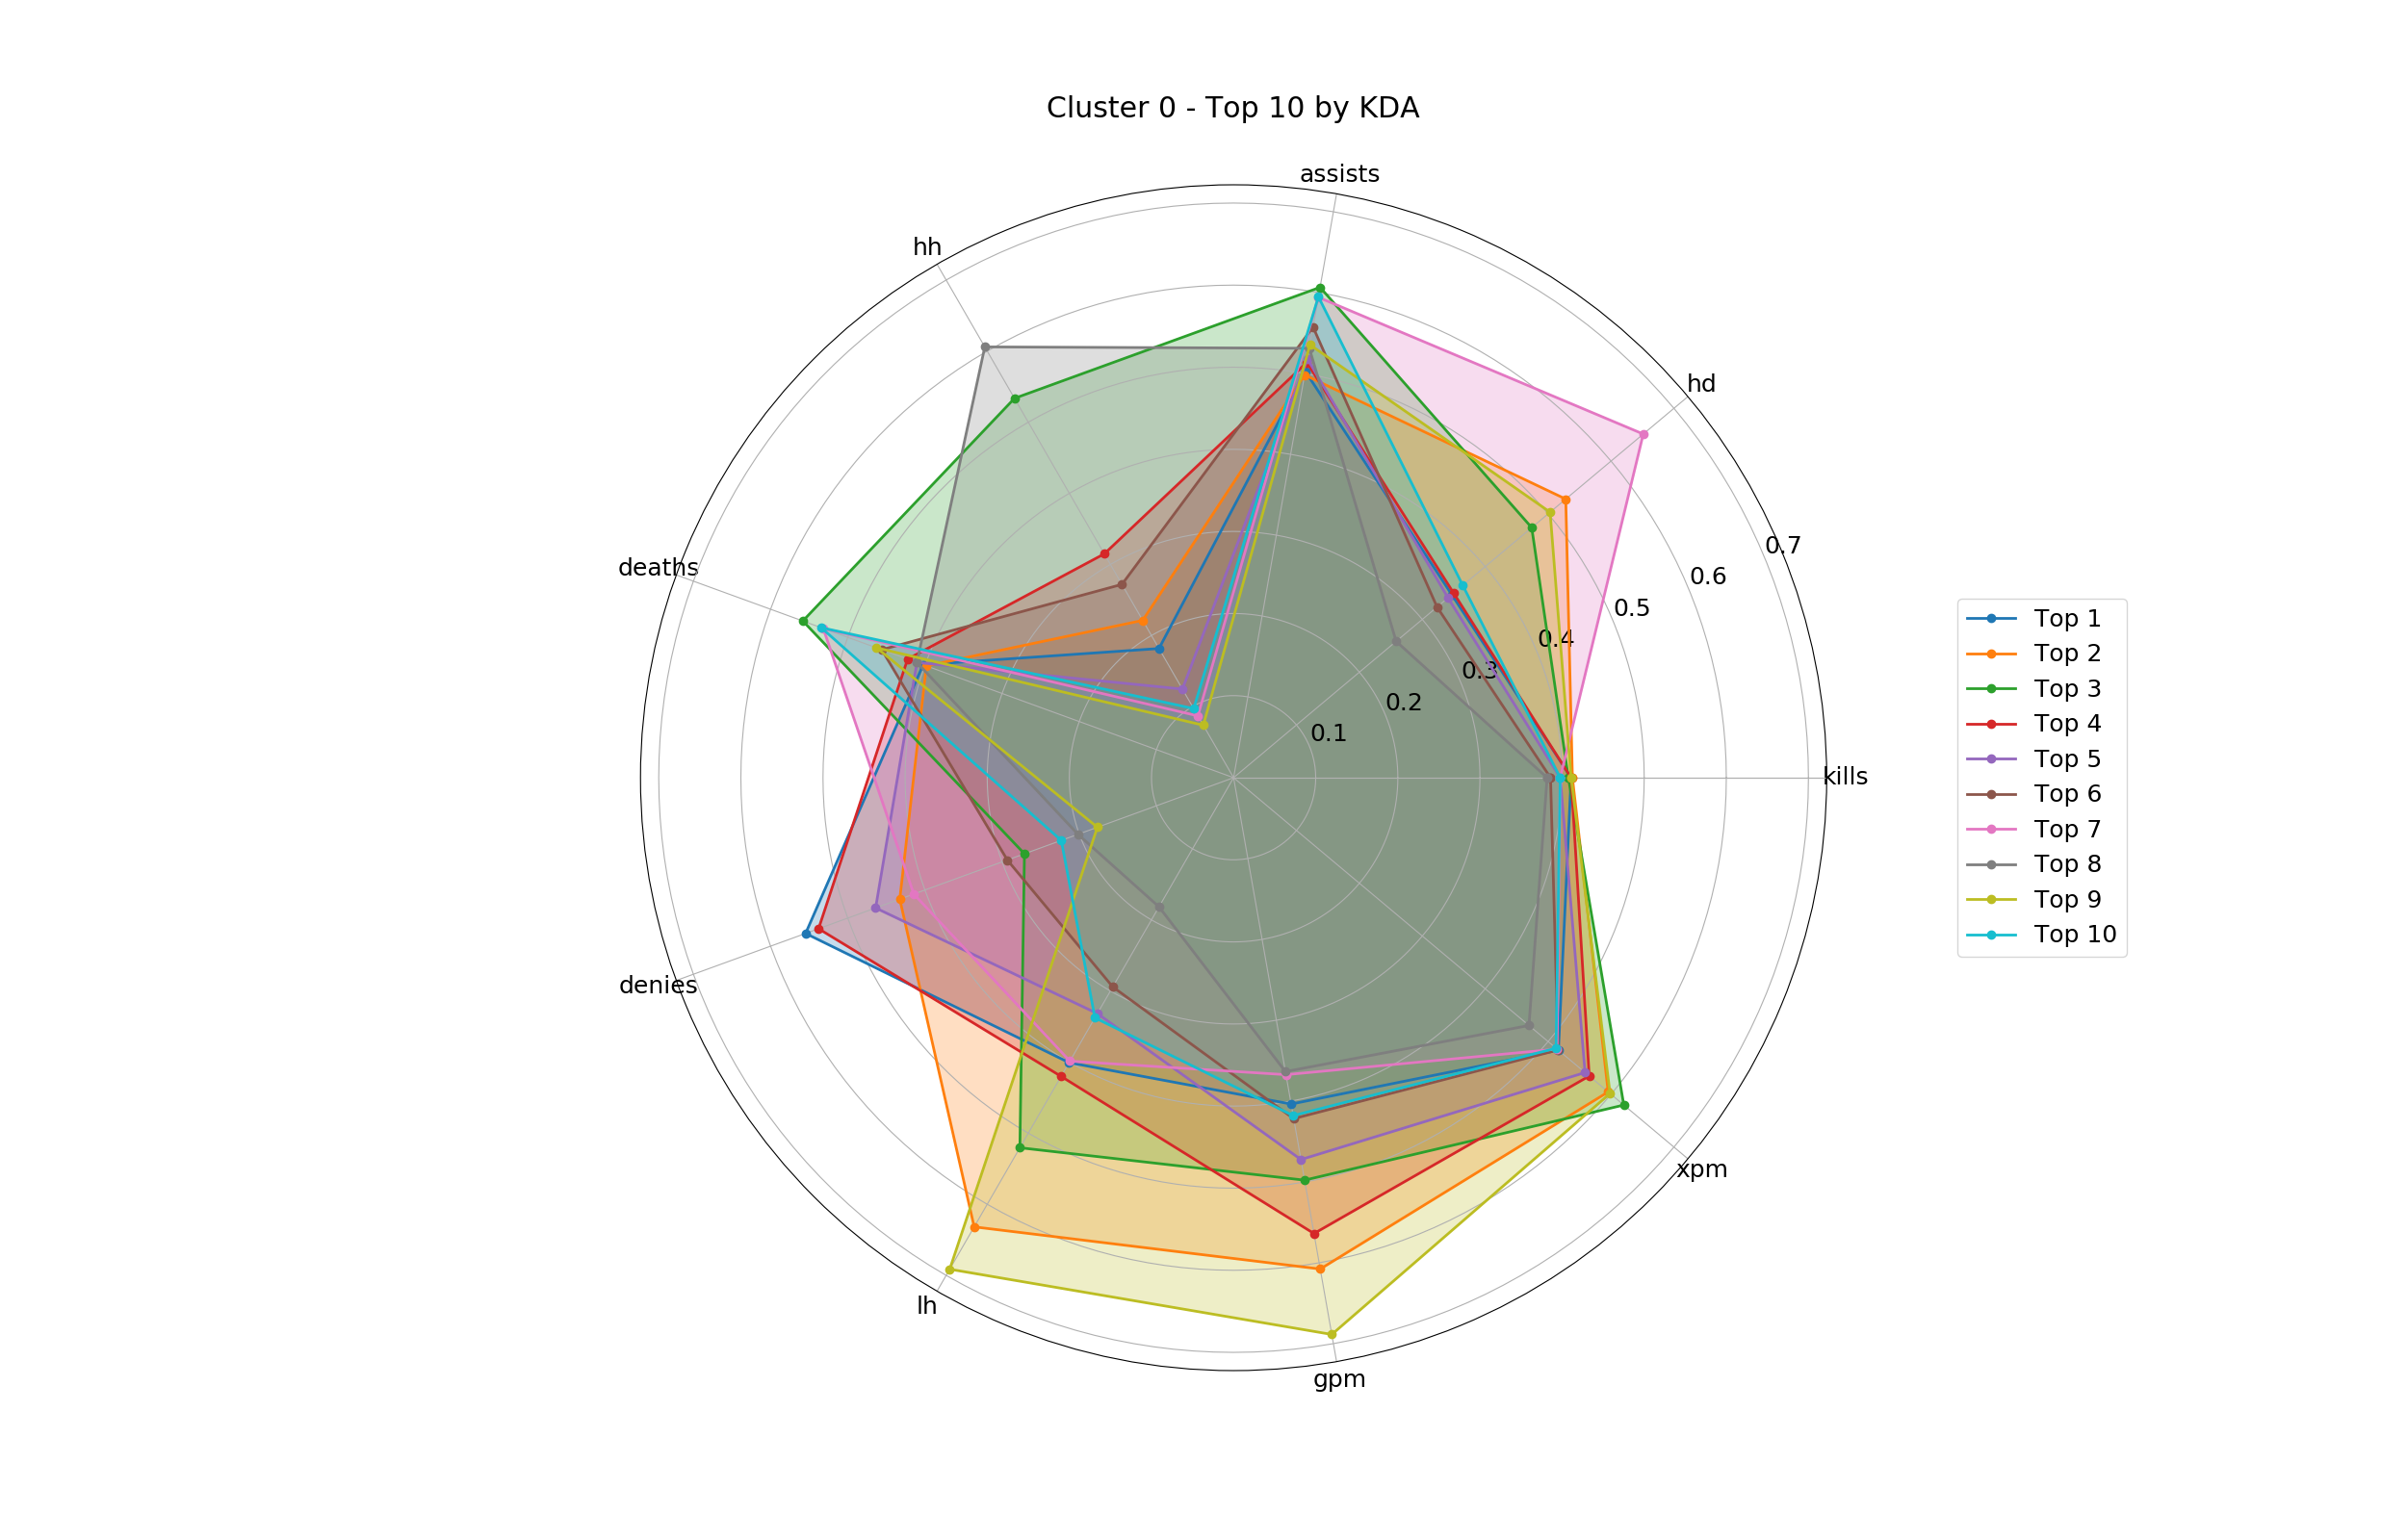 Cluster 0 - Top 10 by KDA
assists
hh
hd
deaths
kills
denies
xpm
lh
gpm
0.1
0.2
0.3
0.4
0.5
0.6
0.7
Top 1
Top 2
Top 3
Top 4
Top 5
Top 6
Top 7
Top 8
Top 9
Top 10